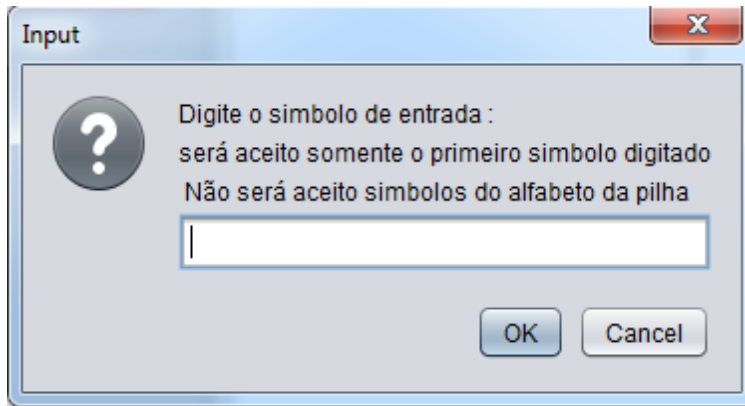 Input
Digite o simbolo de entrada :
será aceito somente o primeiro simbolo digitado
Não será aceito simbolos do alfabeto da pilha
OK Cancel